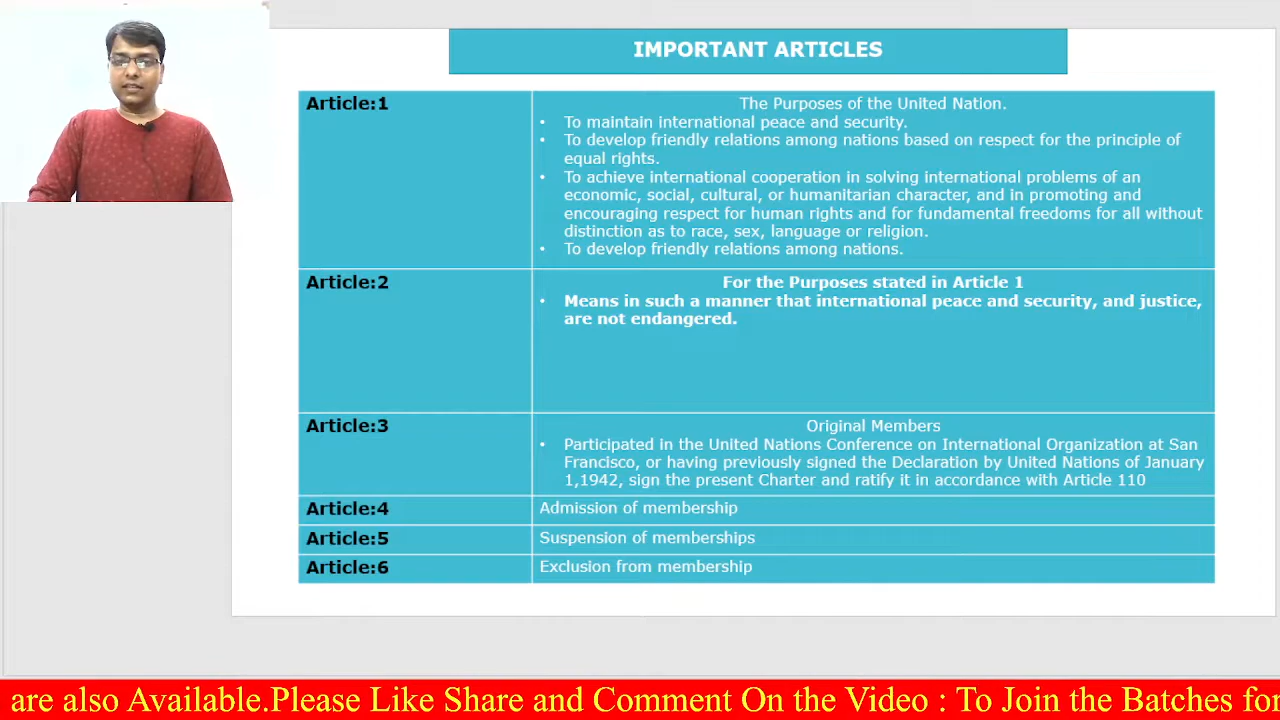 IMPORTANT ARTICLES
Article:1
The Purposes of the United Nation.
• To maintain international peace and security.
• To develop friendly relations among nations based on respect for the principle of
equal rights.
• To achieve international cooperation in solving international problems of an
economic, social, cultural, or humanitarian character, and in promoting and
encouraging respect for human rights and for fundamental freedoms for all without
distinction as to race, sex, language or religion.
• To develop friendly relations among nations.
Article:2
For the Purposes stated in Article 1
• Means in such a manner that international peace and security, and justice,
are not endangered.
Article:3
Original Members
• Participated in the United Nations Conference on International Organization at San
Francisco, or having previously signed the Declaration by United Nations of January
1,1942, sign the present Charter and ratify it in accordance with Article 110
Article:4
Admission of membership
Article:5
Suspension of memberships
Article:6
Exclusion from membership
are also Available.Please Like Share and Comment On the Video : To Join the Batches for